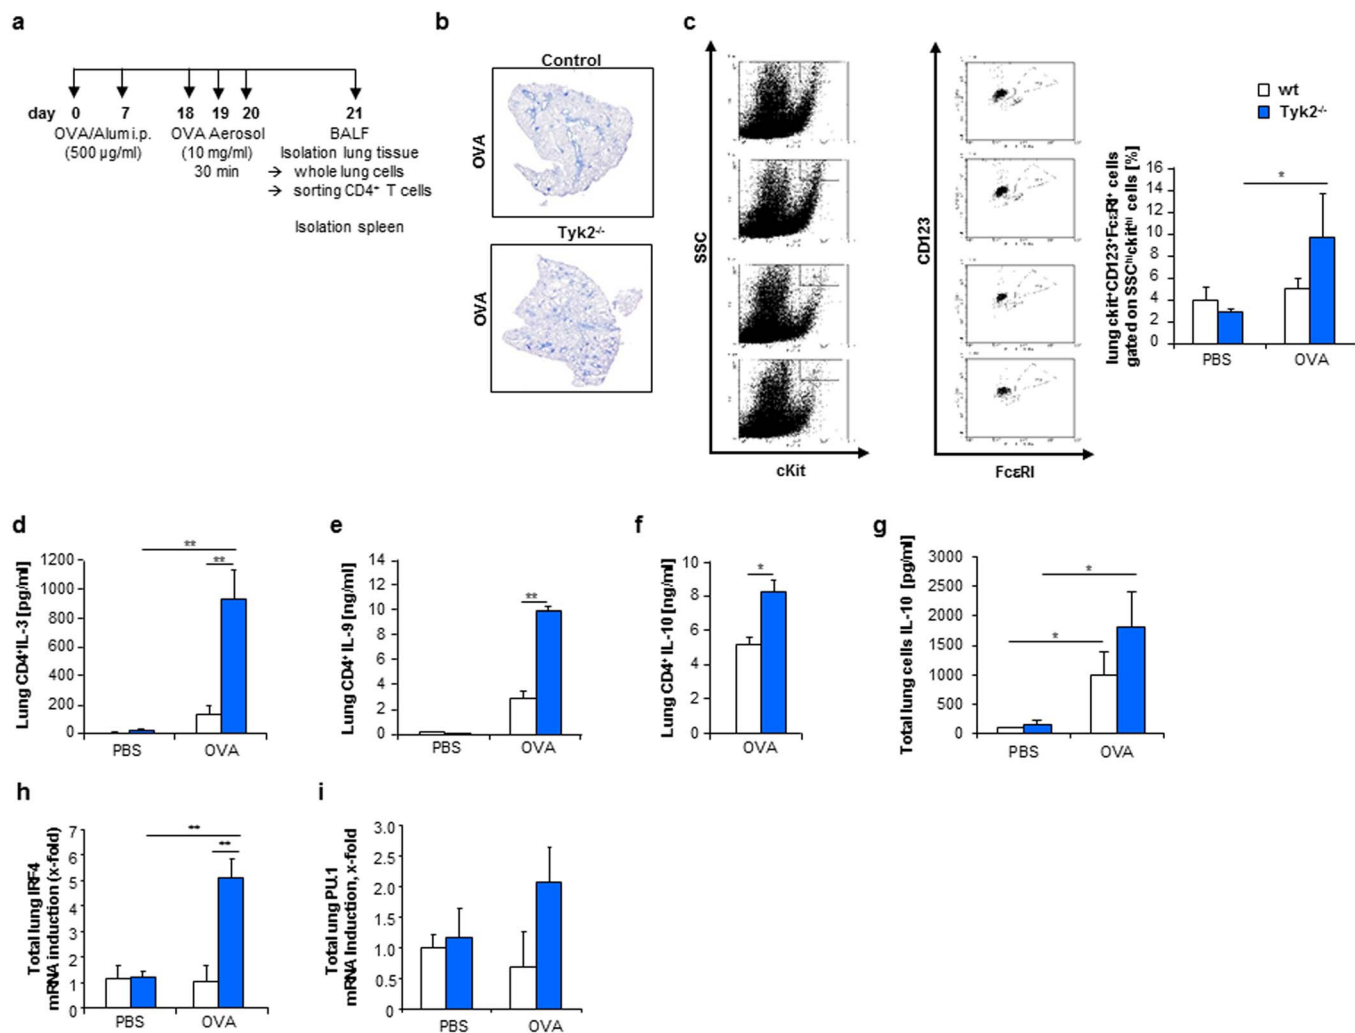 a
day 0 7 18 19 20 21
OVA/Alum i.p. OVA Aerosol BALF
(500 µg/ml) (10 mg/ml) Isolation lung tissue
30 min → whole lung cells
→ sorting CD4⁺ T cells
Isolation spleen
b
Control
OVA
Tyk2⁻/⁻
OVA
c
SSC
cKit
CD123
FcεRI
wt
Tyk2⁻/⁻
lung ckit⁺CD123⁺FcεRI⁺ cells
gated on SSCʰⁱckitʰⁱ cells [%]
16
14
12
10
8
6
4
2
0
*
PBS OVA
d
Lung CD4⁺IL-3 [pg/ml]
1200
1000
800
600
400
200
0
**
**
PBS OVA
e
Lung CD4⁺ IL-9 [ng/ml]
14
12
10
8
6
4
2
0
**
PBS OVA
f
Lung CD4⁺ IL-10 [ng/ml]
10
8
6
4
2
0
*
OVA
g
Total lung cells IL-10 [pg/ml]
3000
2500
2000
1500
1000
500
0
*
*
PBS OVA
h
Total lung IRF4
mRNA induction (x-fold)
7
6
5
4
3
2
1
0
**
**
PBS OVA
i
Total lung PU.1
mRNA Induction, x-fold
3.0
2.5
2.0
1.5
1.0
0.5
0
PBS OVA